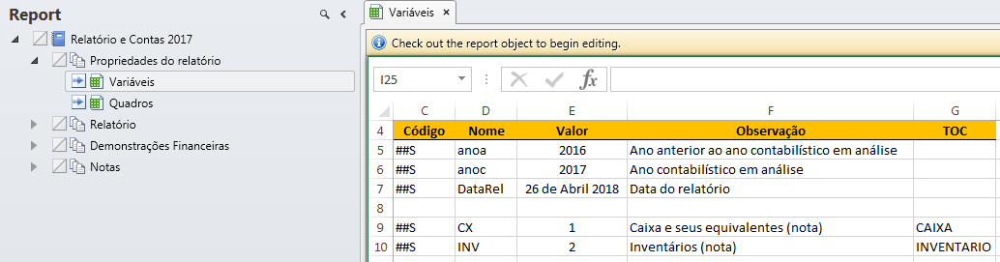 Report
Relatório e Contas 2017
Propriedades do relatório
Variáveis
Quadros
Relatório
Demonstrações Financeiras
Notas
Variáveis ×
Check out the report object to begin editing.
I25 fx
C D E F G
4 Código Nome Valor Observação TOC
5 ##S anoa 2016 Ano anterior ao ano contabilístico em análise
6 ##S anoc 2017 Ano contabilístico em análise
7 ##S DataRel 26 de Abril 2018 Data do relatório
8
9 ##S CX 1 Caixa e seus equivalentes (nota) CAIXA
10 ##S INV 2 Inventários (nota) INVENTARIO